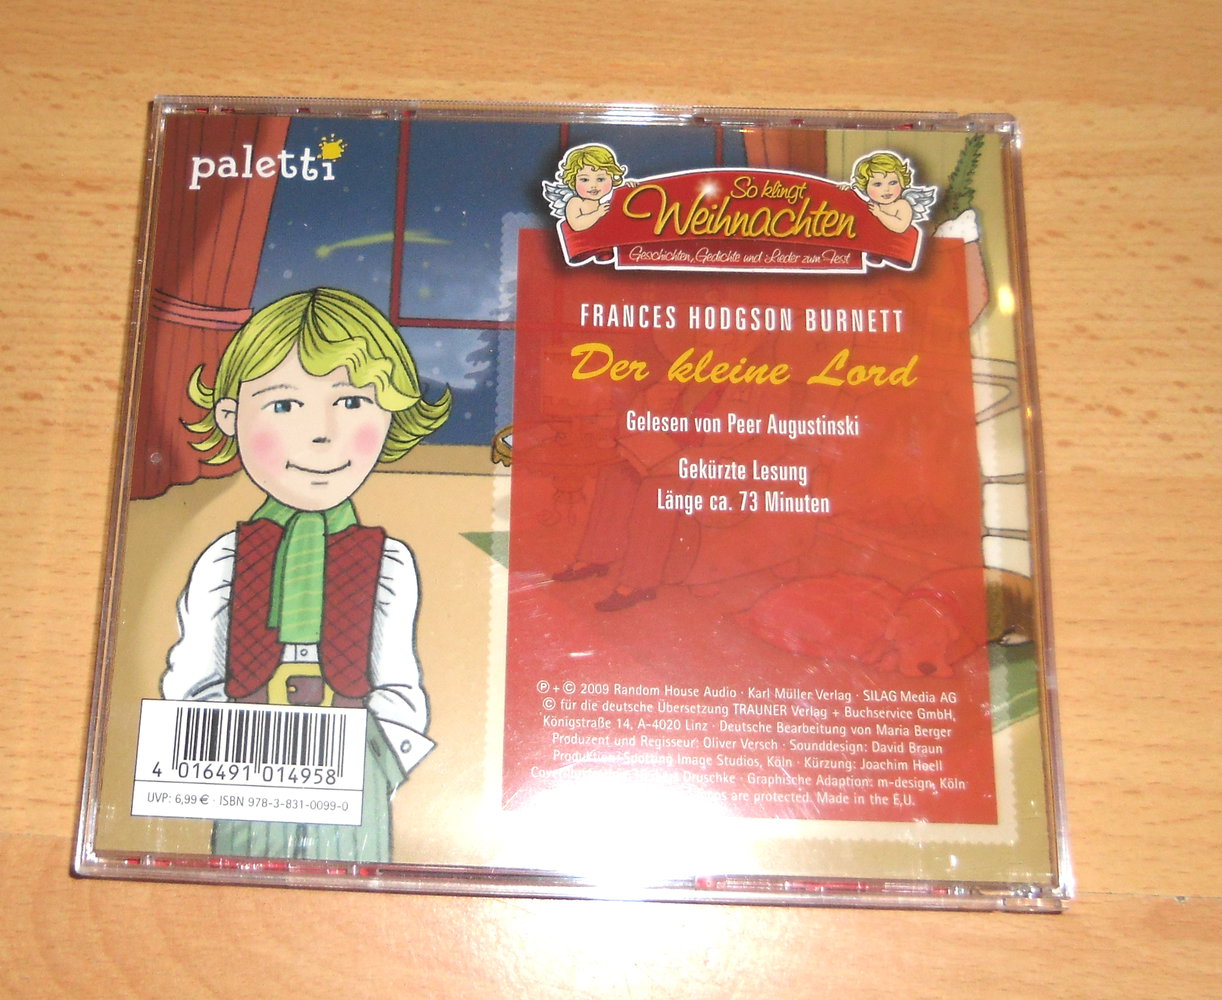 paletti
So klingt
Weihnachten
Geschichten, Gedichte und Lieder zum Fest
FRANCES HODGSON BURNETT
Der kleine Lord
Gelesen von Peer Augustinski
Gekürzte Lesung
Länge ca. 73 Minuten
℗ + © 2009 Random House Audio · Karl Müller Verlag · SILAG Media AG
© für die deutsche Übersetzung TRAUNER Verlag + Buchservice GmbH,
Königstraße 14, A-4020 Linz · Deutsche Bearbeitung von Maria Berger
Produzent und Regisseur: Oliver Versch · Sounddesign: David Braun
Produktion: Sporting Image Studios, Köln · Kürzung: Joachim Hoell
Druschke · Graphische Adaption: m-design, Köln
are protected. Made in the E.U.
4 016491 014958
UVP: 6,99 € · ISBN 978-3-831-0099-0